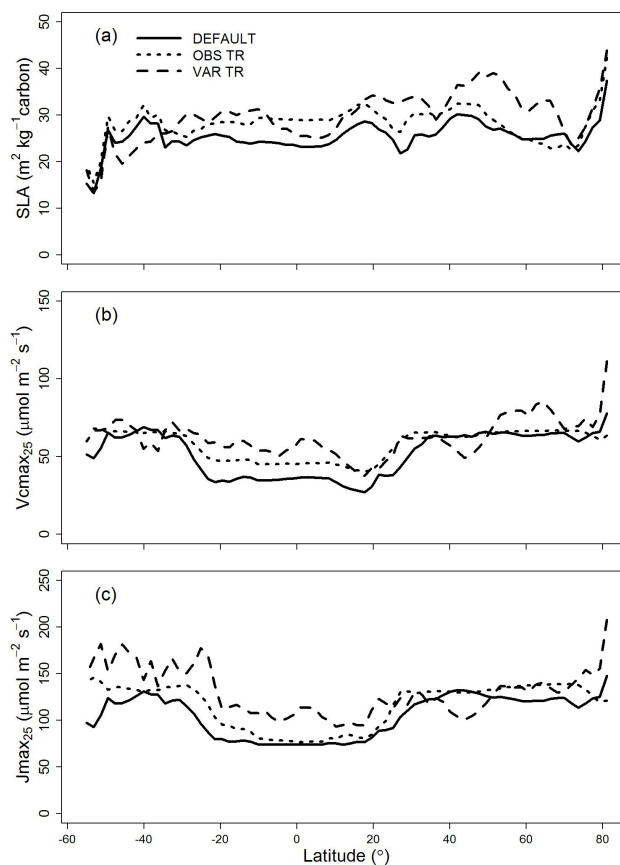 (a)
DEFAULT
OBS TR
VAR TR
SLA (m² kg⁻¹carbon)
50
40
30
20
10
0
(b)
Vcmax₂₅ (μmol m⁻² s⁻¹)
150
100
50
0
(c)
Jmax₂₅ (μmol m⁻² s⁻¹)
250
200
150
100
50
0
-60 -40 -20 0 20 40 60 80
Latitude (°)